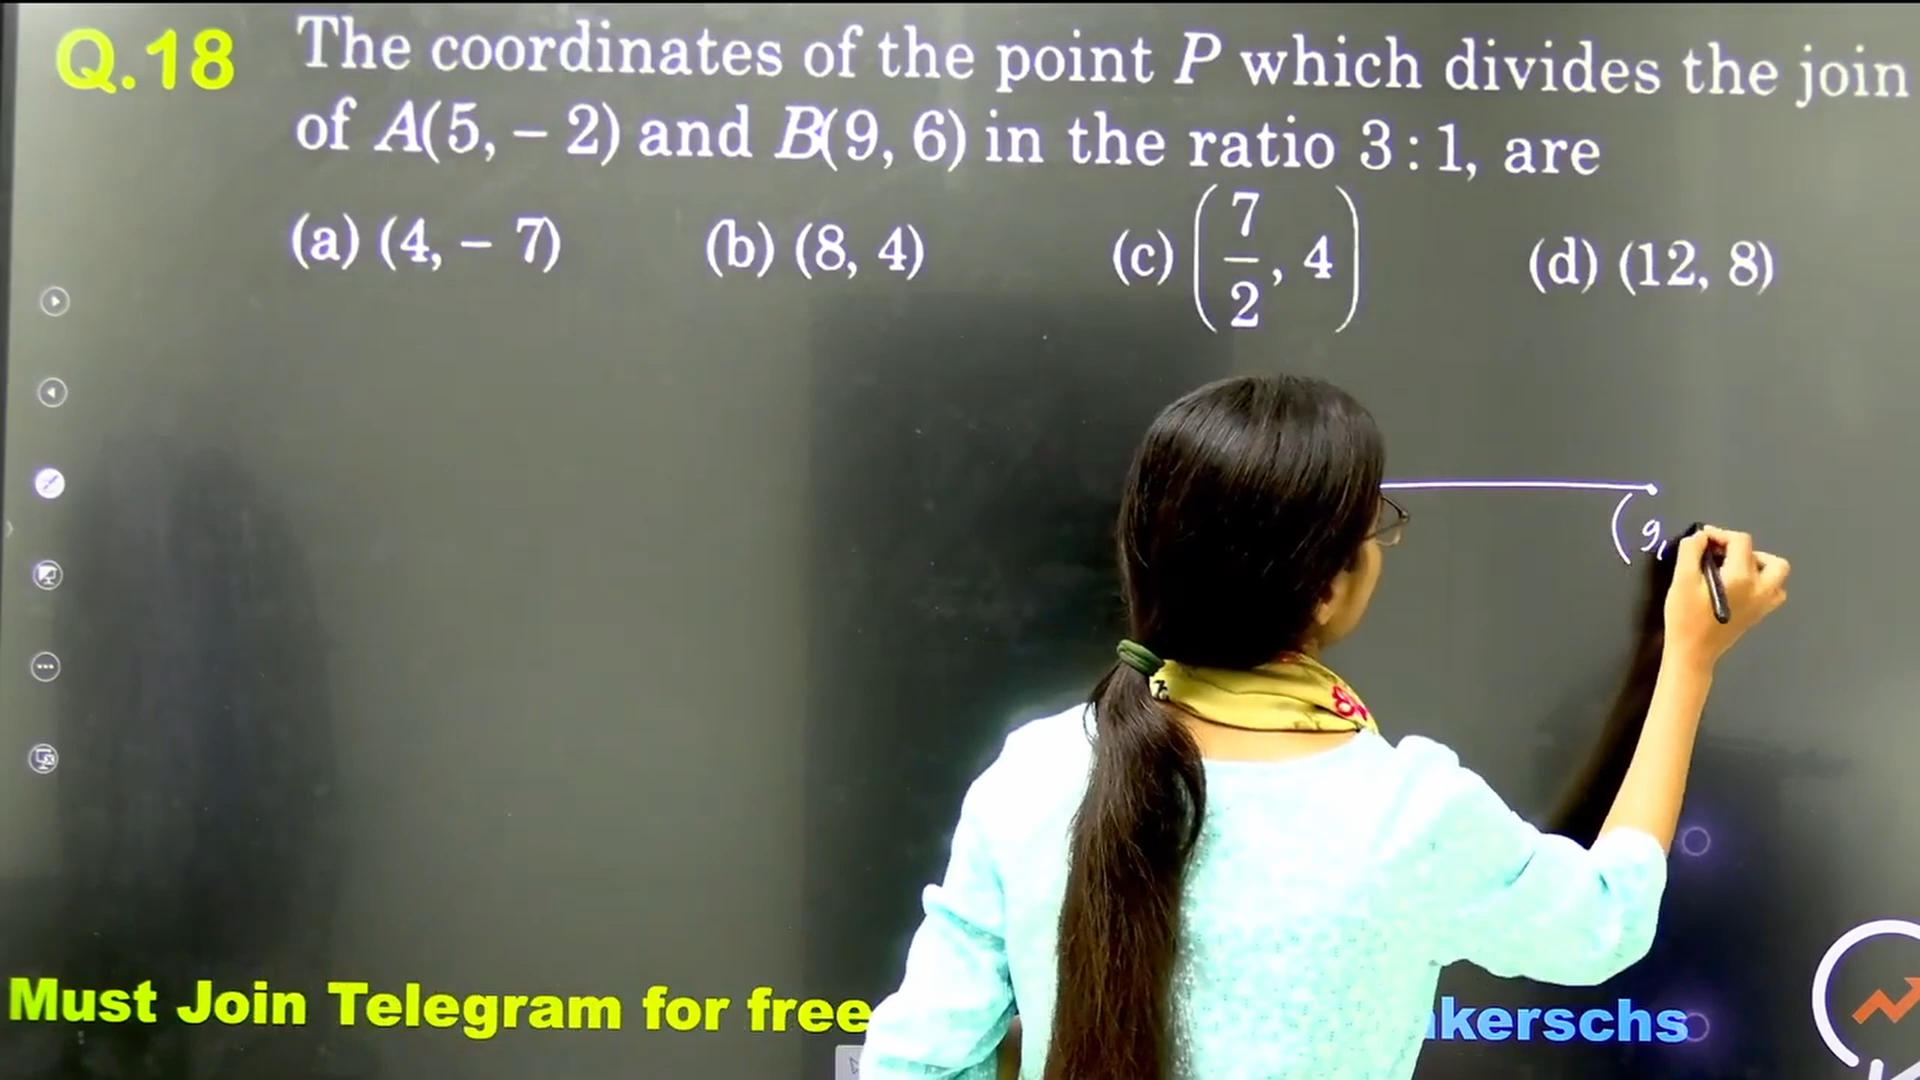 Q.18 The coordinates of the point P which divides the join
of A(5, – 2) and B(9, 6) in the ratio 3 : 1, are
(a) (4, – 7) (b) (8, 4) (c) (7/2, 4) (d) (12, 8)
(9,
Must Join Telegram for free kerschs